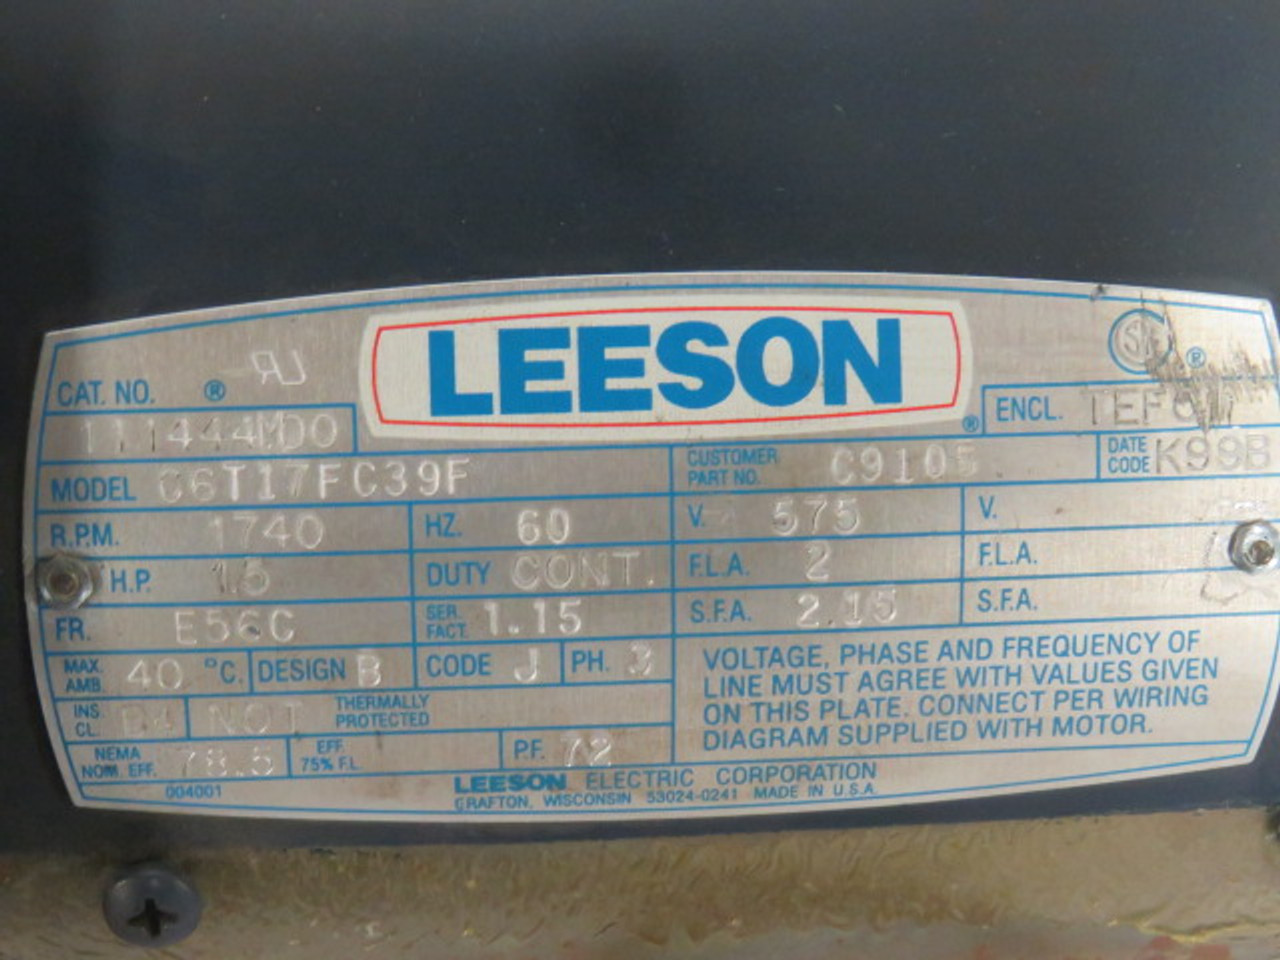 LEESON
CAT. NO. ®
111444MDO
® ENCL. TEFC
MODEL C6T17FC39F
CUSTOMER PART NO. C9105
DATE CODE K99B
R.P.M. 1740 HZ. 60 V. 575 V.
H.P. 1.5 DUTY CONT. F.L.A. 2 F.L.A.
FR. E56C SER. FACT. 1.15 S.F.A. 2.15 S.F.A.
MAX. AMB. 40 °C. DESIGN B CODE J PH. 3
INS. CL. B4 NOT THERMALLY PROTECTED
NEMA NOM. EFF. 78.5 EFF. 75% F.L. P.F. 72
VOLTAGE, PHASE AND FREQUENCY OF
LINE MUST AGREE WITH VALUES GIVEN
ON THIS PLATE. CONNECT PER WIRING
DIAGRAM SUPPLIED WITH MOTOR.
004001
LEESON ELECTRIC CORPORATION
GRAFTON, WISCONSIN 53024-0241 MADE IN U.S.A.